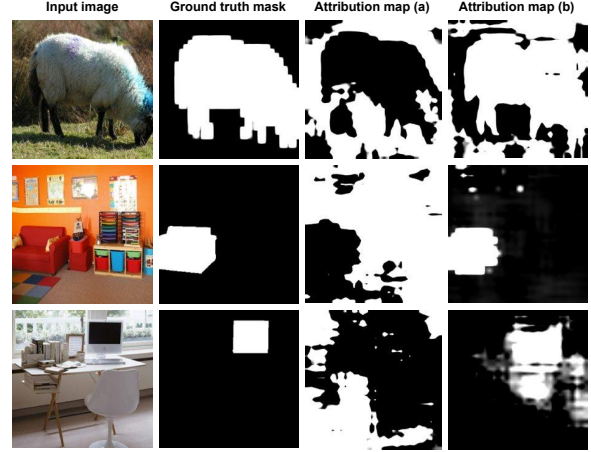 Input image
Ground truth mask
Attribution map (a)
Attribution map (b)